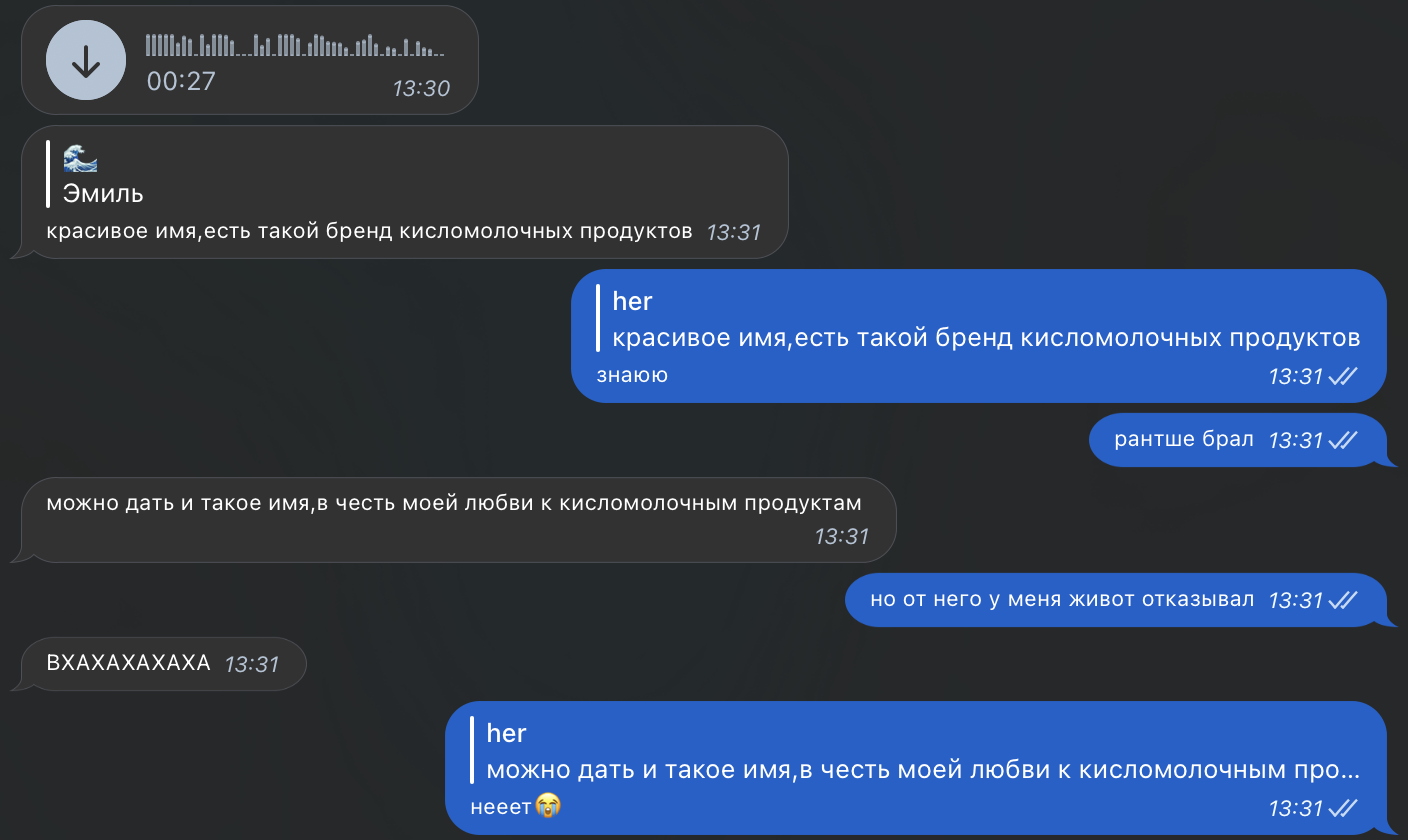 00:27
13:30
🌊
Эмиль
красивое имя,есть такой бренд кисломолочных продуктов 13:31
her
красивое имя,есть такой бренд кисломолочных продуктов
знаюю 13:31
рантше брал 13:31
можно дать и такое имя,в честь моей любви к кисломолочным продуктам
13:31
но от него у меня живот отказывал 13:31
ВХАХАХАХАХА 13:31
her
можно дать и такое имя,в честь моей любви к кисломолочным про...
нееет😭 13:31